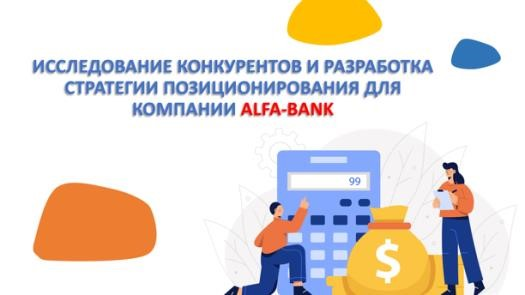 ИССЛЕДОВАНИЕ КОНКУРЕНТОВ И РАЗРАБОТКА
СТРАТЕГИИ ПОЗИЦИОНИРОВАНИЯ ДЛЯ
КОМПАНИИ ALFA-BANK
99
$